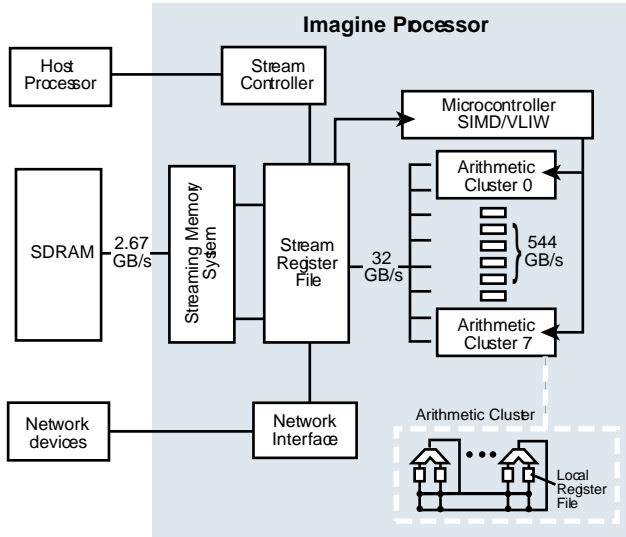 Imagine Processor
Host
Processor
Stream
Controller
Microcontroller
SIMD/VLIW
SDRAM
2.67
GB/s
Streaming Memory
System
Stream
Register
File
32
GB/s
Arithmetic
Cluster 0
544
GB/s
Arithmetic
Cluster 7
Network
devices
Network
Interface
Arithmetic Cluster
Local
Register
File